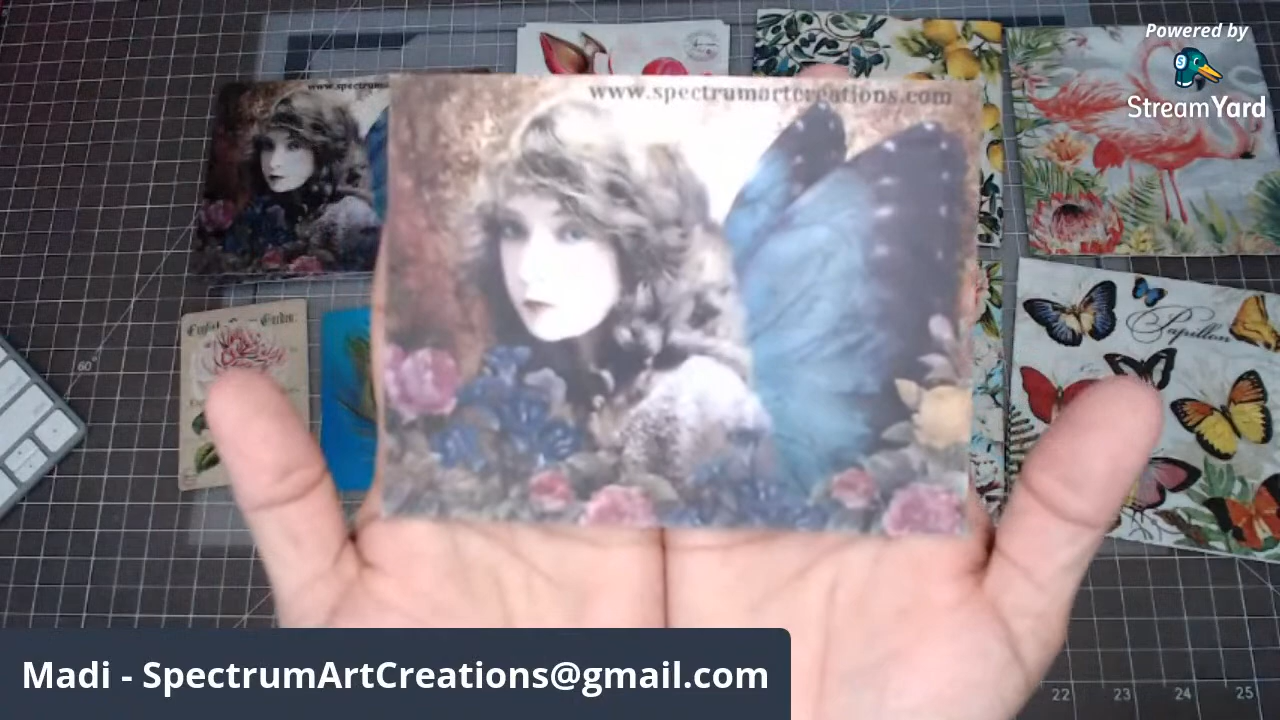 Powered by
StreamYard
www.spectrumartcreations.com
Papillon
60°
Madi - SpectrumArtCreations@gmail.com
22 23 24 25